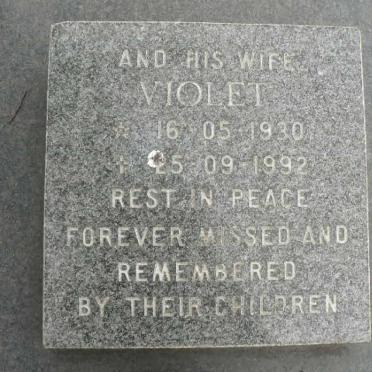 AND HIS WIFE
VIOLET
☆ 16-05-1930
† 25-09-1992
REST IN PEACE
FOREVER MISSED AND
REMEMBERED
BY THEIR CHILDREN